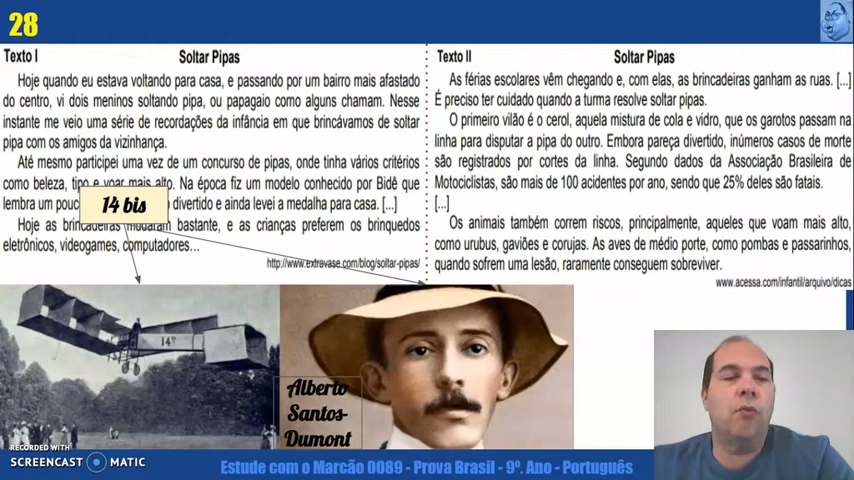 28
Texto I
Soltar Pipas
Hoje quando eu estava voltando para casa, e passando por um bairro mais afastado
do centro, vi dois meninos soltando pipa, ou papagaio como alguns chamam. Nesse
instante me veio uma série de recordações da infância em que brincávamos de soltar
pipa com os amigos da vizinhança.
Até mesmo participei uma vez de um concurso de pipas, onde tinha vários critérios
como beleza, tipo e voar mais alto. Na época fiz um modelo conhecido por Bidê que
lembra um pouc divertido e ainda levei a medalha para casa. [...]
Hoje as brincadeiras mudaram bastante, e as crianças preferem os brinquedos
eletrônicos, videogames, computadores...
http://www.extravase.com/blog/soltar-pipas/
14 bis
Texto II
Soltar Pipas
As férias escolares vêm chegando e, com elas, as brincadeiras ganham as ruas. [...]
É preciso ter cuidado quando a turma resolve soltar pipas.
O primeiro vilão é o cerol, aquela mistura de cola e vidro, que os garotos passam na
linha para disputar a pipa do outro. Embora pareça divertido, inúmeros casos de morte
são registrados por cortes da linha. Segundo dados da Associação Brasileira de
Motociclistas, são mais de 100 acidentes por ano, sendo que 25% deles são fatais.
[...]
Os animais também correm riscos, principalmente, aqueles que voam mais alto,
como urubus, gaviões e corujas. As aves de médio porte, como pombas e passarinhos,
quando sofrem uma lesão, raramente conseguem sobreviver.
www.acessa.com/infantil/arquivo/dicas
Alberto
Santos-
Dumont
RECORDED WITH
SCREENCAST MATIC
Estude com o Marcão 0089 - Prova Brasil - 9º. Ano - Português